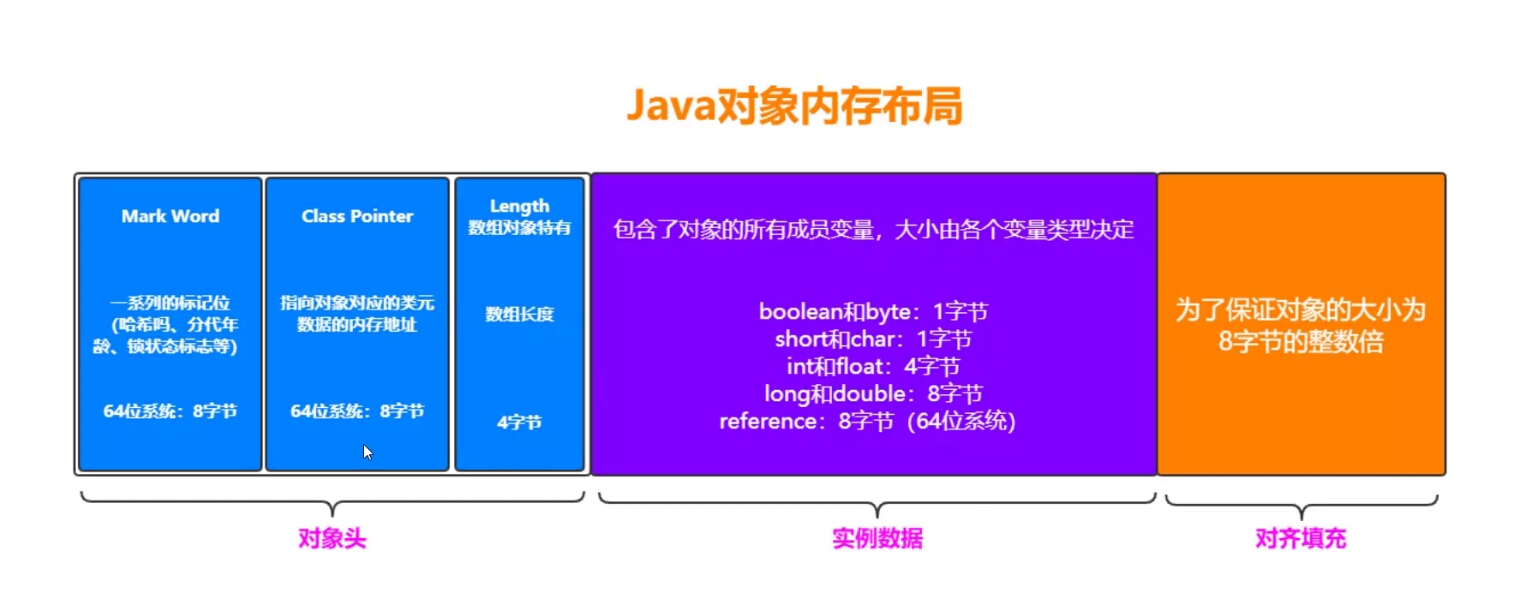 Java对象内存布局
Mark Word
一系列的标记位
(哈希吗、分代年
龄、锁状态标志等)
64位系统：8字节
Class Pointer
指向对象对应的类元
数据的内存地址
64位系统：8字节
Length
数组对象特有
数组长度
4字节
包含了对象的所有成员变量，大小由各个变量类型决定
boolean和byte：1字节
short和char：1字节
int和float：4字节
long和double：8字节
reference：8字节（64位系统）
为了保证对象的大小为
8字节的整数倍
对象头
实例数据
对齐填充